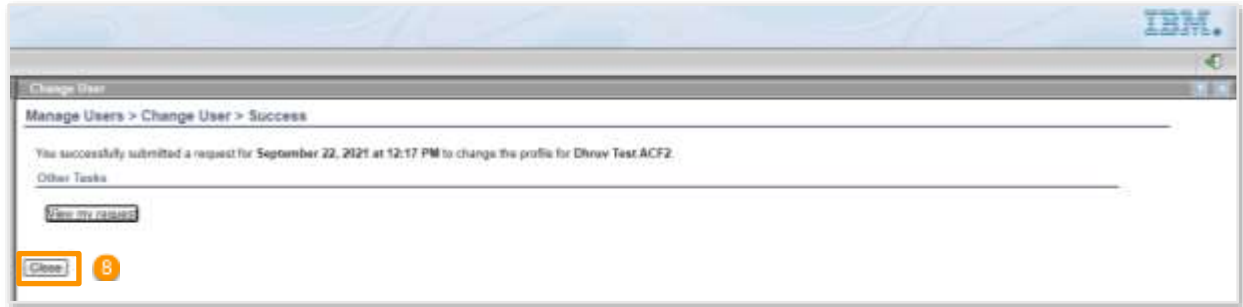 IBM.
Change User
Manage Users > Change User > Success
You successfully submitted a request for September 22, 2021 at 12:17 PM to change the profile for Dhruv Test ACF2.
Other Tasks
View my request
Close
8